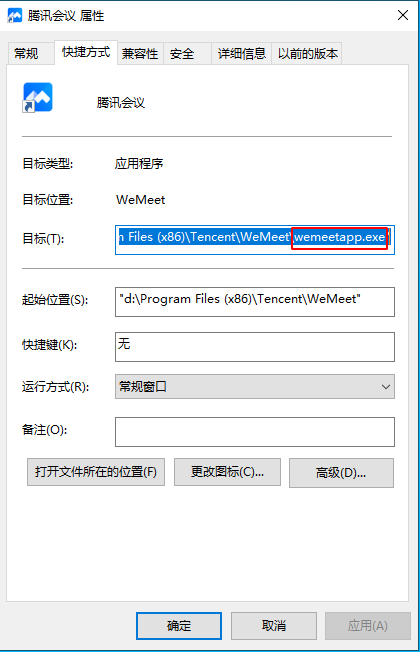 腾讯会议 属性
常规 快捷方式 兼容性 安全 详细信息 以前的版本
腾讯会议
目标类型: 应用程序
目标位置: WeMeet
目标(T): m Files (x86)\Tencent\WeMeet\wemeetapp.exe"
起始位置(S): "d:\Program Files (x86)\Tencent\WeMeet"
快捷键(K): 无
运行方式(R): 常规窗口
备注(O):
打开文件所在的位置(F) 更改图标(C)... 高级(D)...
确定 取消 应用(A)